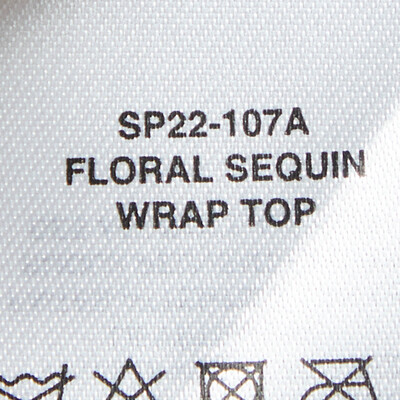 SP22-107A
FLORAL SEQUIN
WRAP TOP